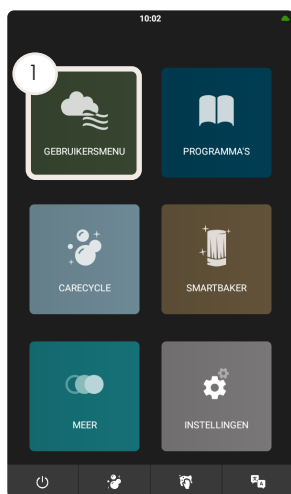 10:02
1
GEBRUIKERSMENU
PROGRAMMA'S
CARECYCLE
SMARTBAKER
MEER
INSTELLINGEN